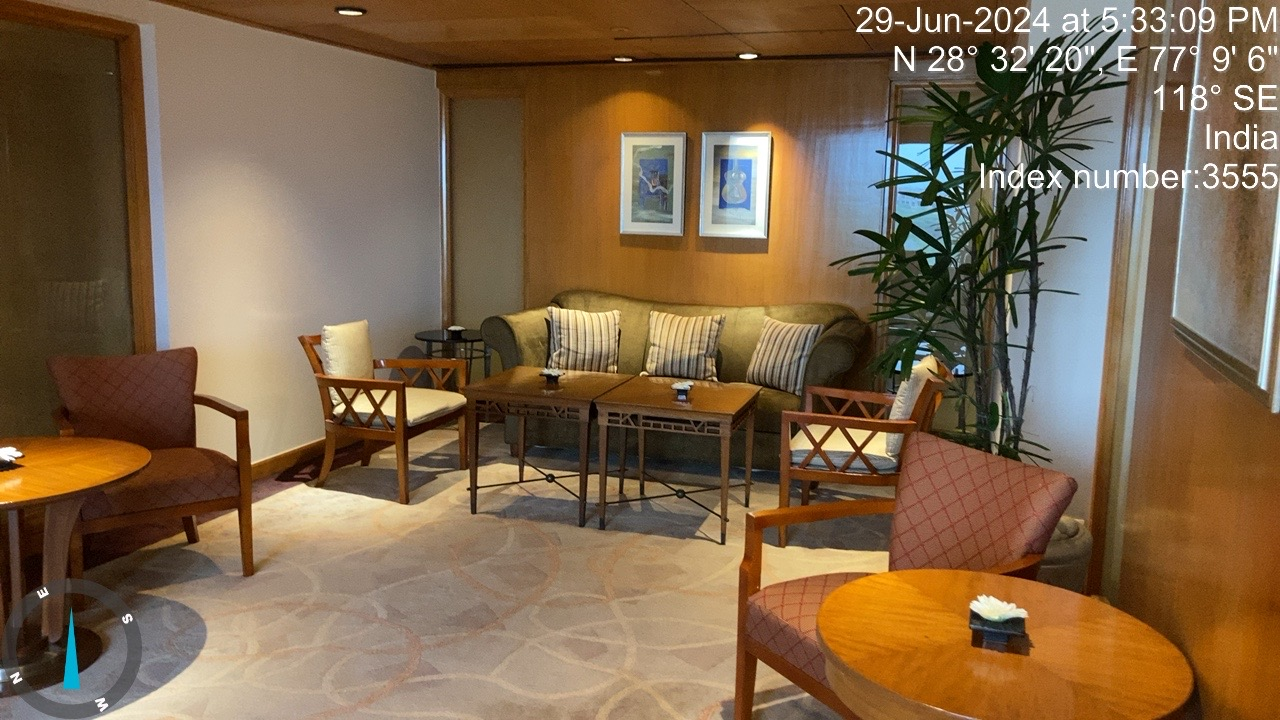 29-Jun-2024 at 5:33:09 PM
N 28° 32' 20", E 77° 9' 6"
118° SE
India
Index number:3555
E
S
N
W